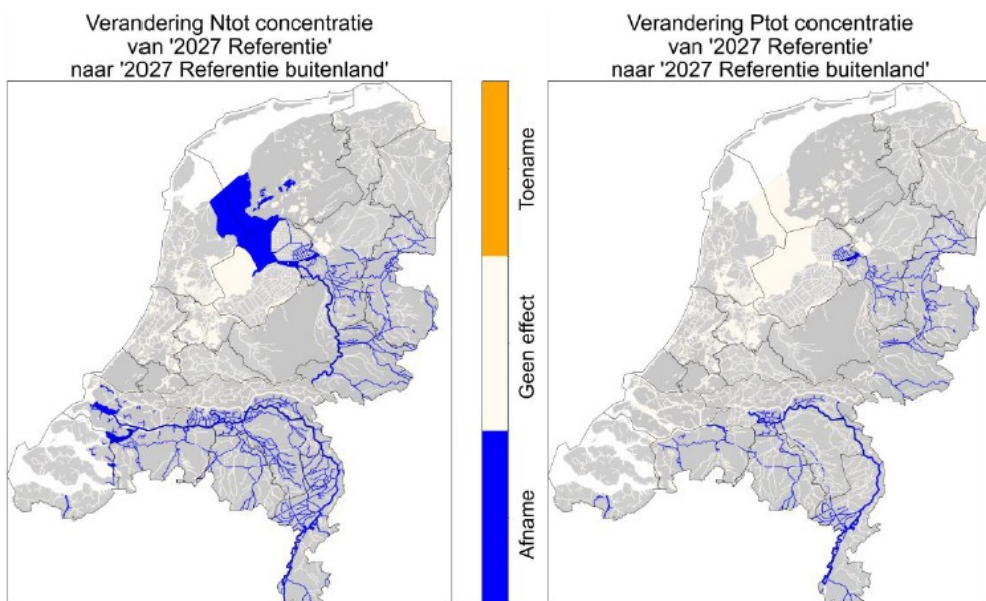 Verandering Ntot concentratie
van '2027 Referentie'
naar '2027 Referentie buitenland'
Toename
Geen effect
Afname
Verandering Ptot concentratie
van '2027 Referentie'
naar '2027 Referentie buitenland'